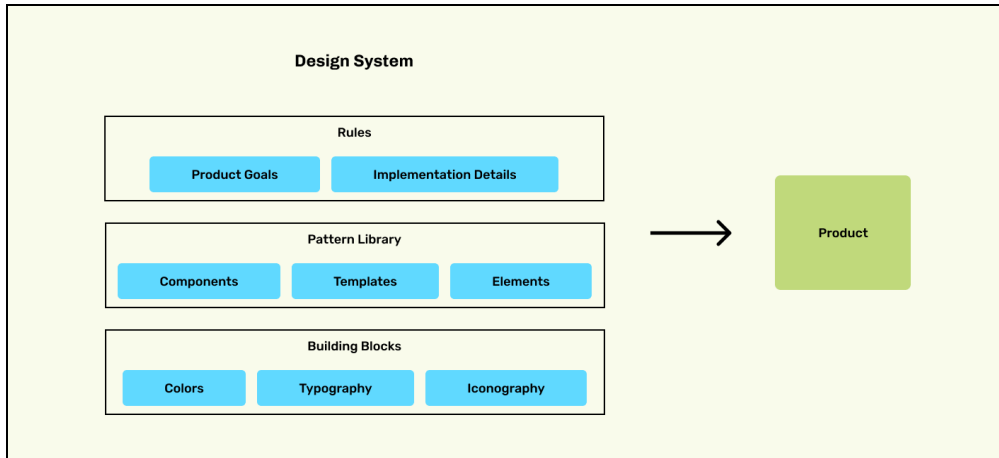 Design System
Rules
Product Goals
Implementation Details
Pattern Library
Components
Templates
Elements
Building Blocks
Colors
Typography
Iconography
Product